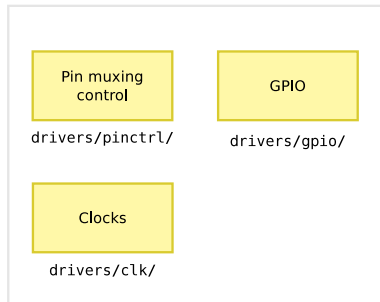 Pin muxing
control
drivers/pinctrl/
GPIO
drivers/gpio/
Clocks
drivers/clk/